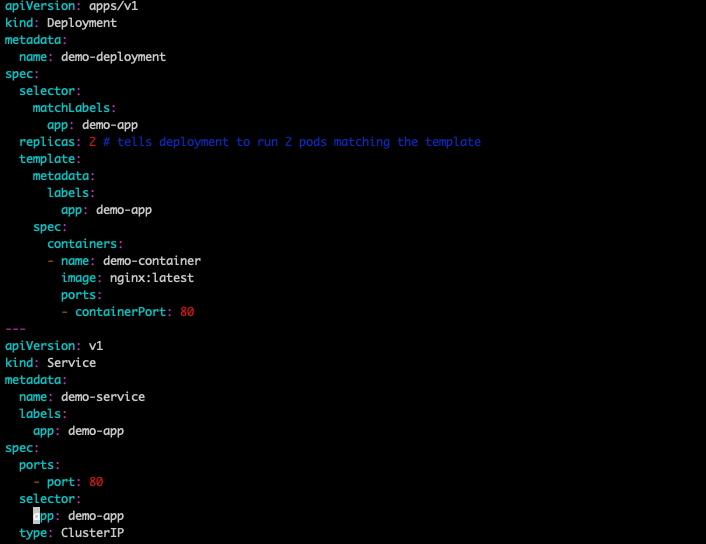 apiVersion: apps/v1
kind: Deployment
metadata:
  name: demo-deployment
spec:
  selector:
    matchLabels:
      app: demo-app
  replicas: 2 # tells deployment to run 2 pods matching the template
  template:
    metadata:
      labels:
        app: demo-app
    spec:
      containers:
      - name: demo-container
        image: nginx:latest
        ports:
        - containerPort: 80
---
apiVersion: v1
kind: Service
metadata:
  name: demo-service
  labels:
    app: demo-app
spec:
  ports:
    - port: 80
  selector:
    app: demo-app
  type: ClusterIP